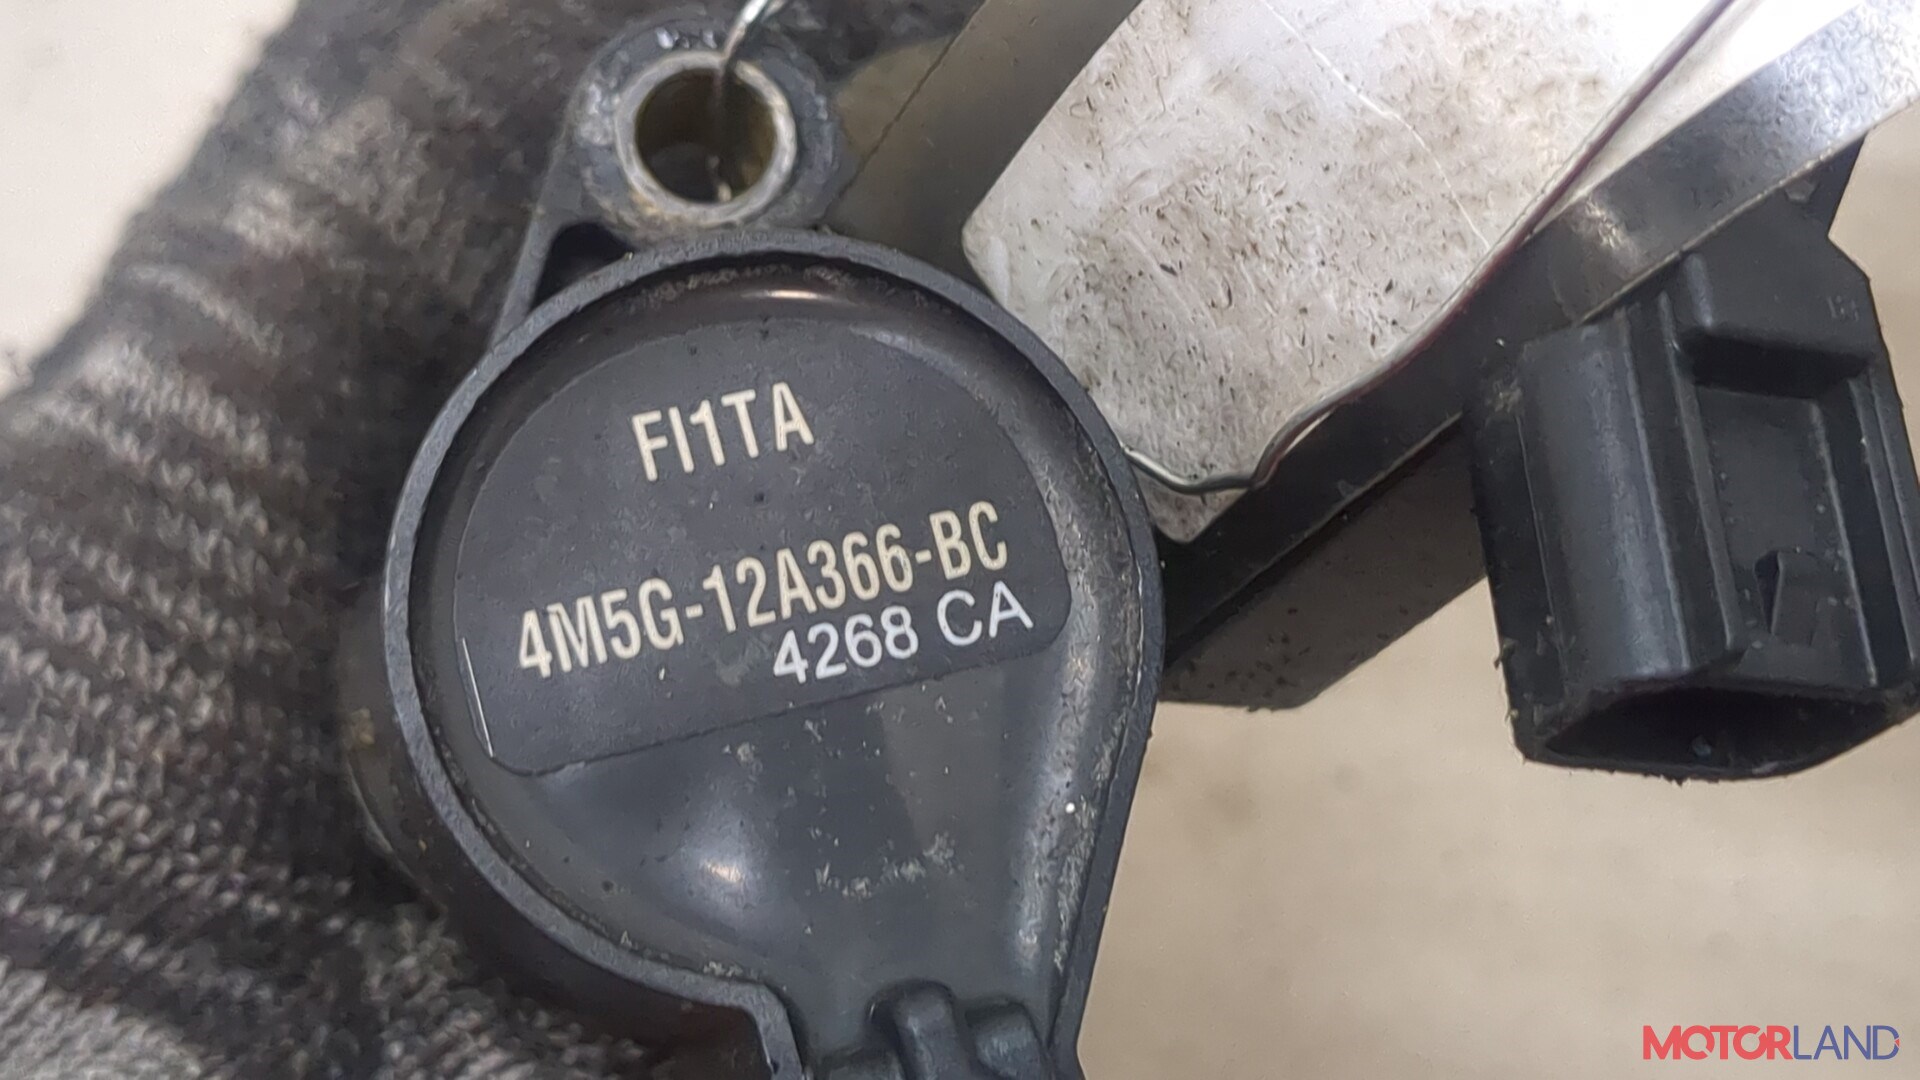 FI1TA
4M5G-12A366-BC
4268 CA
MOTORLAND